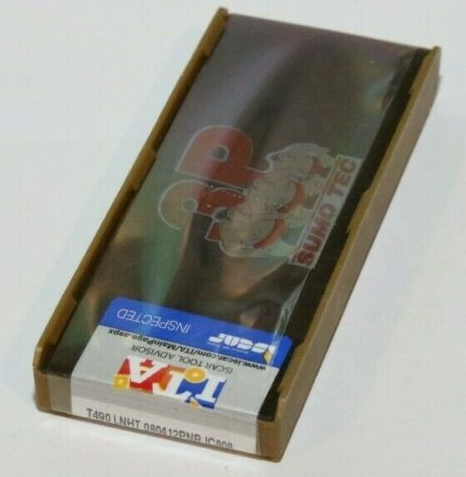 3P
SUMO TEC
iscar
INSPECTED
www.iscar.com/ITA/MainPage.aspx
ISCAR TOOL ADVISOR
ITA
T490 LNHT 080412PNR IC808